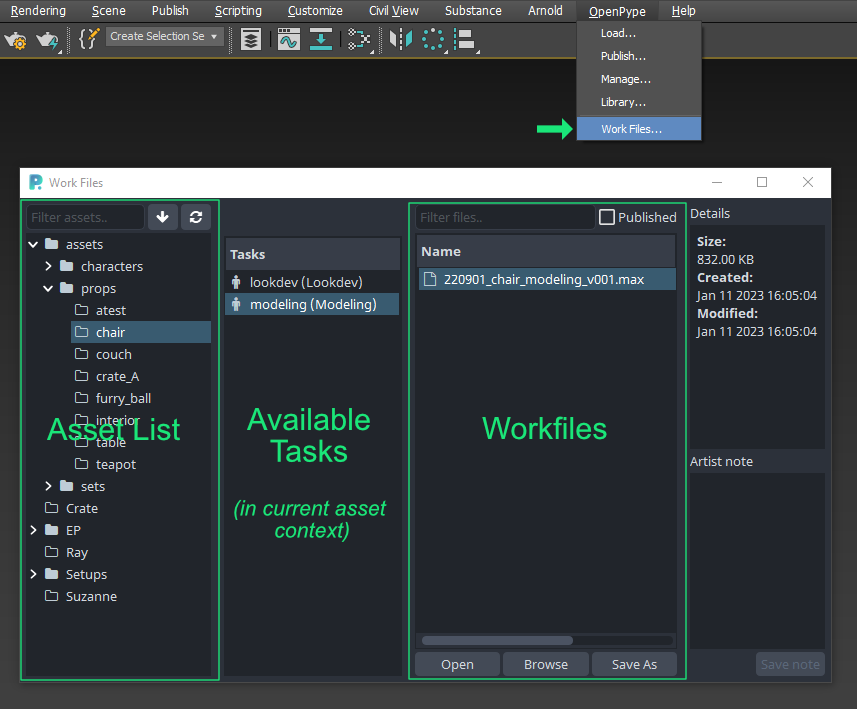 Rendering Scene Publish Scripting Customize Civil View Substance Arnold OpenPype Help
Create Selection Se
Load...
Publish...
Manage...
Library...
Work Files...
Work Files
Filter assets..
assets
characters
props
atest
chair
couch
crate_A
furry_ball
interior
table
teapot
sets
Crate
EP
Ray
Setups
Suzanne
Asset List
Tasks
lookdev (Lookdev)
modeling (Modeling)
Available
Tasks
(in current asset
context)
Filter files..
Published
Name
220901_chair_modeling_v001.max
Workfiles
Open Browse Save As
Details
Size:
832.00 KB
Created:
Jan 11 2023 16:05:04
Modified:
Jan 11 2023 16:05:04
Artist note
Save note